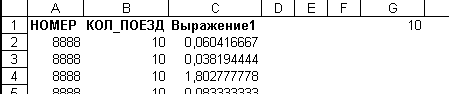 A B C D E F G
1 НОМЕР КОЛ_ПОЕЗД Выражение1 10
2 8888 10 0,060416667
3 8888 10 0,038194444
4 8888 10 1,802777778
5 8888 10 0,083333333